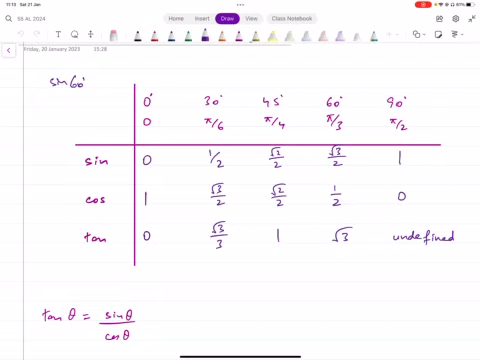 11:13 Sat 21 Jan
87%
S6 AL 2024
Home Insert Draw View Class Notebook
Friday, 20 January 2023 15:28
sin 60°
0° 30° 45° 60° 90°
0 π/6 π/4 π/3 π/2
sin 0 1/2 √2/2 √3/2 1
cos 1 √3/2 √2/2 1/2 0
tan 0 √3/3 1 √3 undefined
tan θ = sin θ / cos θ